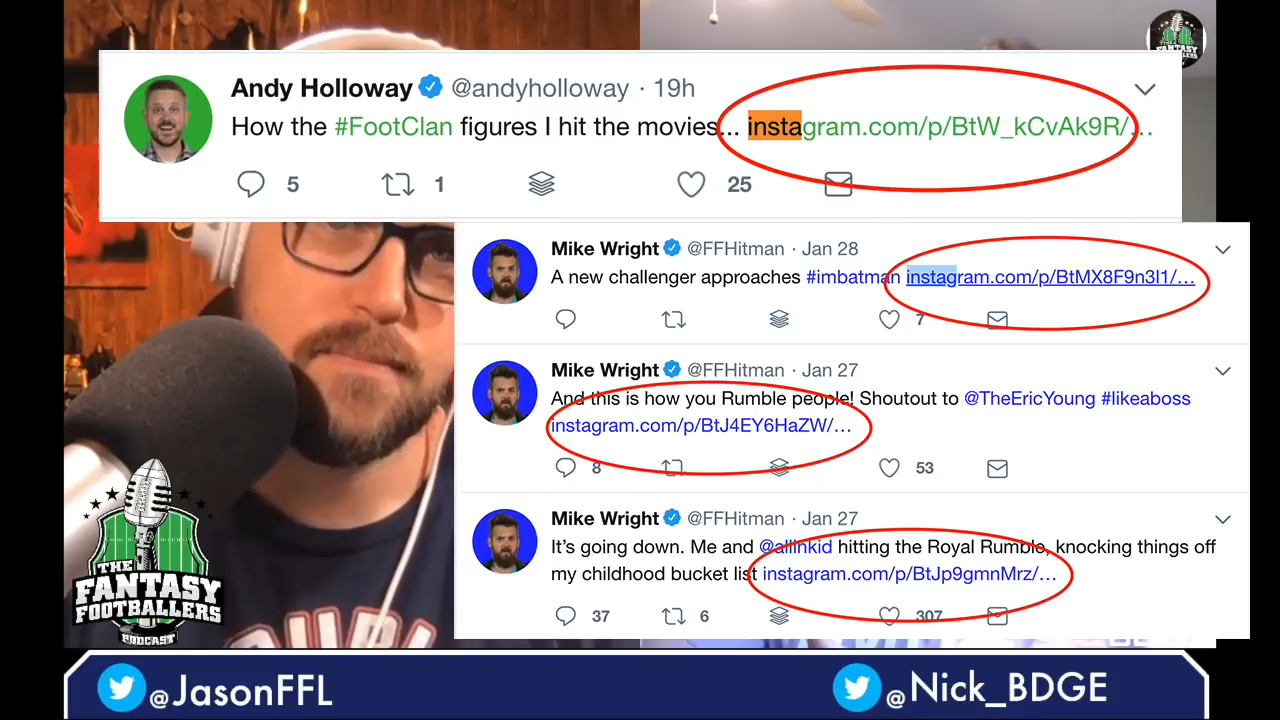 THE
FANTASY
Andy Holloway @andyholloway · 19h
How the #FootClan figures I hit the movies... instagram.com/p/BtW_kCvAk9R/…
5 1 25
Mike Wright @FFHitman · Jan 28
A new challenger approaches #imbatman instagram.com/p/BtMX8F9n3l1/…
7
Mike Wright @FFHitman · Jan 27
And this is how you Rumble people! Shoutout to @TheEricYoung #likeaboss
instagram.com/p/BtJ4EY6HaZW/…
8 53
Mike Wright @FFHitman · Jan 27
It's going down. Me and @allinkid hitting the Royal Rumble, knocking things off
my childhood bucket list instagram.com/p/BtJp9gmnMrz/…
37 6 307
THE
FANTASY
FOOTBALLERS
PODCAST
@JasonFFL
@Nick_BDGE